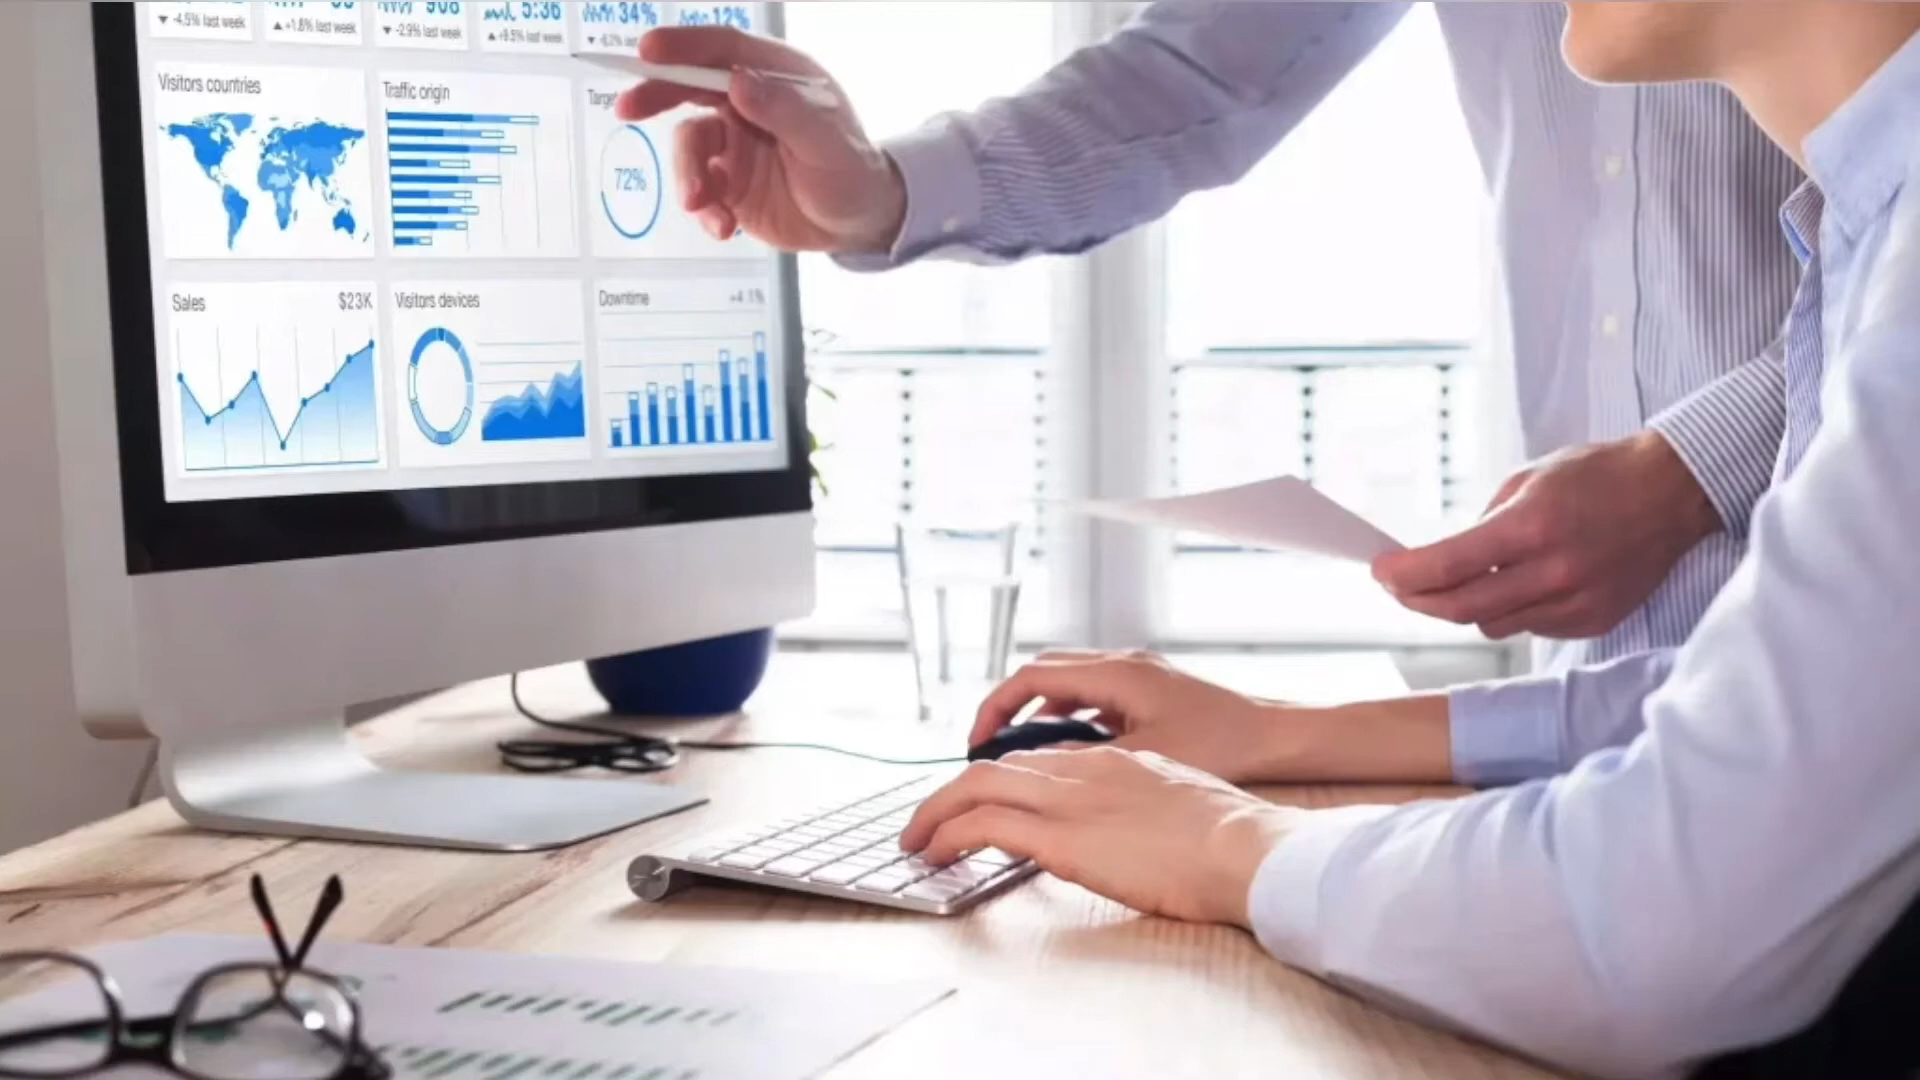 908
5:36
34%
12%
▼ -4.5% last week
▲ +1.8% last week
▼ -2.9% last week
▲ +9.5% last week
Visitors countries
Traffic origin
72%
Sales
$23K
Visitors devices
Downtime